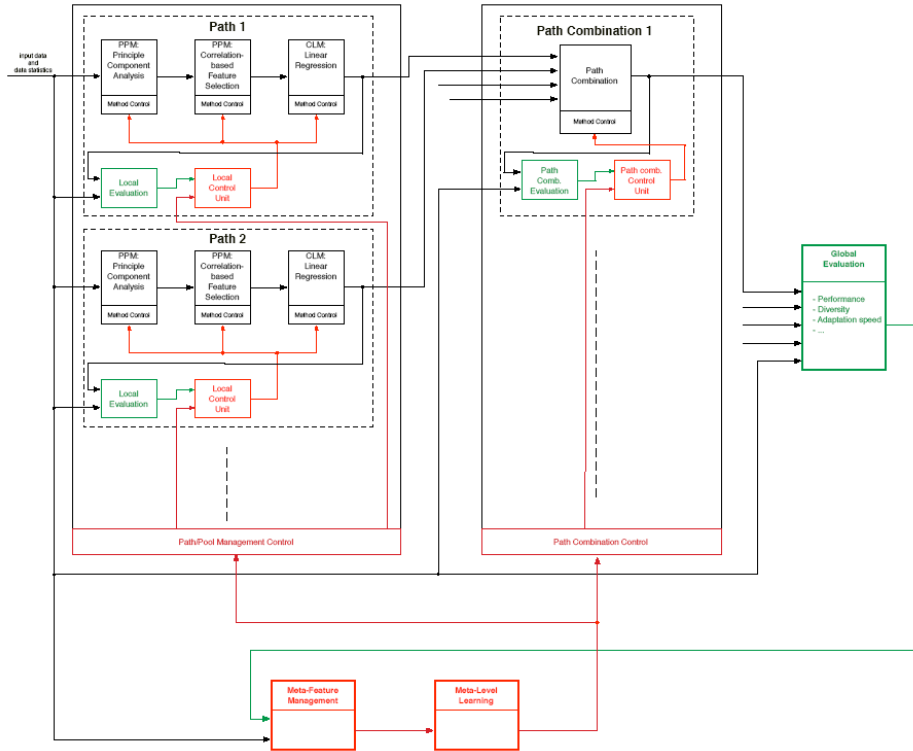 input data
and
data statistics
Path 1
PPM:
Principle
Component
Analysis
Method Control
PPM:
Correlation-
based
Feature
Selection
Method Control
CLM:
Linear
Regression
Method Control
Local
Evaluation
Local
Control
Unit
Path 2
PPM:
Principle
Component
Analysis
Method Control
PPM:
Correlation-
based
Feature
Selection
Method Control
CLM:
Linear
Regression
Method Control
Local
Evaluation
Local
Control
Unit
Path/Pool Management Control
Path Combination 1
Path
Combination
Method Control
Path
Comb.
Evaluation
Path comb.
Control
Unit
Path Combination Control
Global
Evaluation
- Performance
- Diversity
- Adaptation speed
- ...
Meta-Feature
Management
Meta-Level
Learning